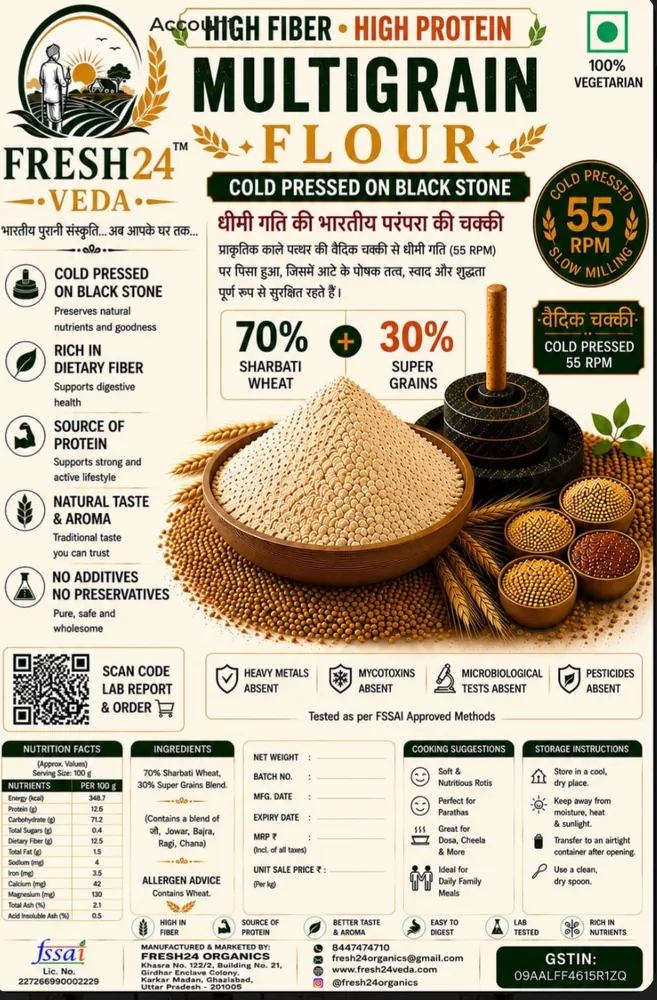 Account
HIGH FIBER • HIGH PROTEIN
MULTIGRAIN
FLOUR
COLD PRESSED ON BLACK STONE
100%
VEGETARIAN
FRESH24™
VEDA
भारतीय पुरानी संस्कृति... अब आपके घर तक...
धीमी गति की भारतीय परंपरा की चक्की
प्राकृतिक काले पत्थर की वैदिक चक्की से धीमी गति (55 RPM)
पर पिसा हुआ, जिसमें आटे के पोषक तत्व, स्वाद और शुद्धता
पूर्ण रूप से सुरक्षित रहते हैं।
COLD PRESSED
55
RPM
SLOW MILLING
वैदिक चक्की
COLD PRESSED
55 RPM
70%
SHARBATI
WHEAT
+
30%
SUPER
GRAINS
COLD PRESSED
ON BLACK STONE
Preserves natural
nutrients and goodness
RICH IN
DIETARY FIBER
Supports digestive
health
SOURCE OF
PROTEIN
Supports strong and
active lifestyle
NATURAL TASTE
& AROMA
Traditional taste
you can trust
NO ADDITIVES
NO PRESERVATIVES
Pure, safe and
wholesome
SCAN CODE
LAB REPORT
& ORDER
HEAVY METALS
ABSENT
MYCOTOXINS
ABSENT
MICROBIOLOGICAL
TESTS ABSENT
PESTICIDES
ABSENT
Tested as per FSSAI Approved Methods
NUTRITION FACTS
(Approx. Values)
Serving Size: 100 g
NUTRIENTS PER 100 g
Energy (kcal) 348.7
Protein (g) 12.6
Carbohydrate (g) 71.2
Total Sugars (g) 0.4
Dietary Fiber (g) 12.5
Total Fat (g) 1.5
Sodium (mg) 4
Iron (mg) 3.5
Calcium (mg) 42
Magnesium (mg) 130
Total Ash (%) 2.1
Acid Insoluble Ash (%) 0.5
INGREDIENTS
70% Sharbati Wheat,
30% Super Grains Blend.
(Contains a blend of
जौ, Jowar, Bajra,
Ragi, Chana)
ALLERGEN ADVICE
Contains Wheat.
NET WEIGHT :
BATCH NO. :
MFG. DATE :
EXPIRY DATE :
MRP ₹ :
(Incl. of all taxes)
UNIT SALE PRICE ₹ :
(Per kg)
COOKING SUGGESTIONS
Soft &
Nutritious Rotis
Perfect for
Parathas
Great for
Dosa, Cheela
& More
Ideal for
Daily Family
Meals
STORAGE INSTRUCTIONS
Store in a cool,
dry place.
Keep away from
moisture, heat
& sunlight.
Transfer to an airtight
container after opening.
Use a clean,
dry spoon.
HIGH IN
FIBER
SOURCE OF
PROTEIN
BETTER TASTE
& AROMA
EASY TO
DIGEST
LAB
TESTED
RICH IN
NUTRIENTS
fssai
Lic. No.
227266990002229
MANUFACTURED & MARKETED BY:
FRESH24 ORGANICS
Khasra No. 122/2, Building No. 21,
Girdhar Enclave Colony,
Karkar Madan, Ghaziabad,
Uttar Pradesh - 201005
8447474710
fresh24organics@gmail.com
www.fresh24veda.com
@fresh24organics
GSTIN:
09AALFF4615R1ZQ